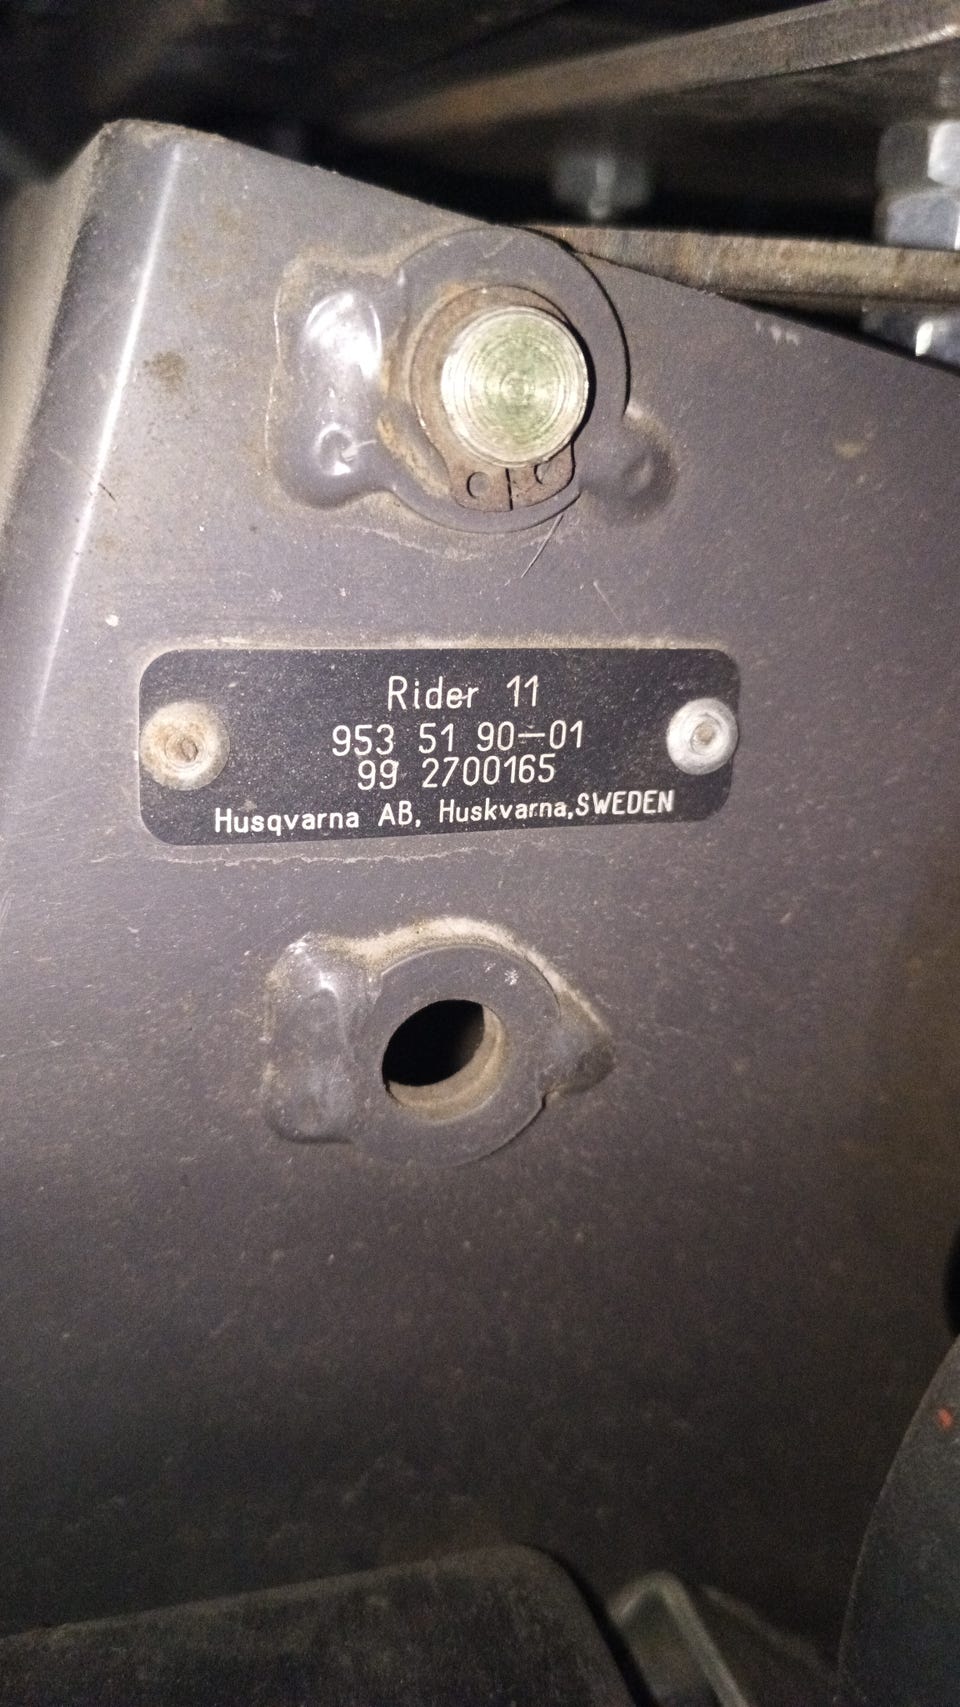 Rider 11
953 51 90-01
99 2700165
Husqvarna AB, Huskvarna, SWEDEN